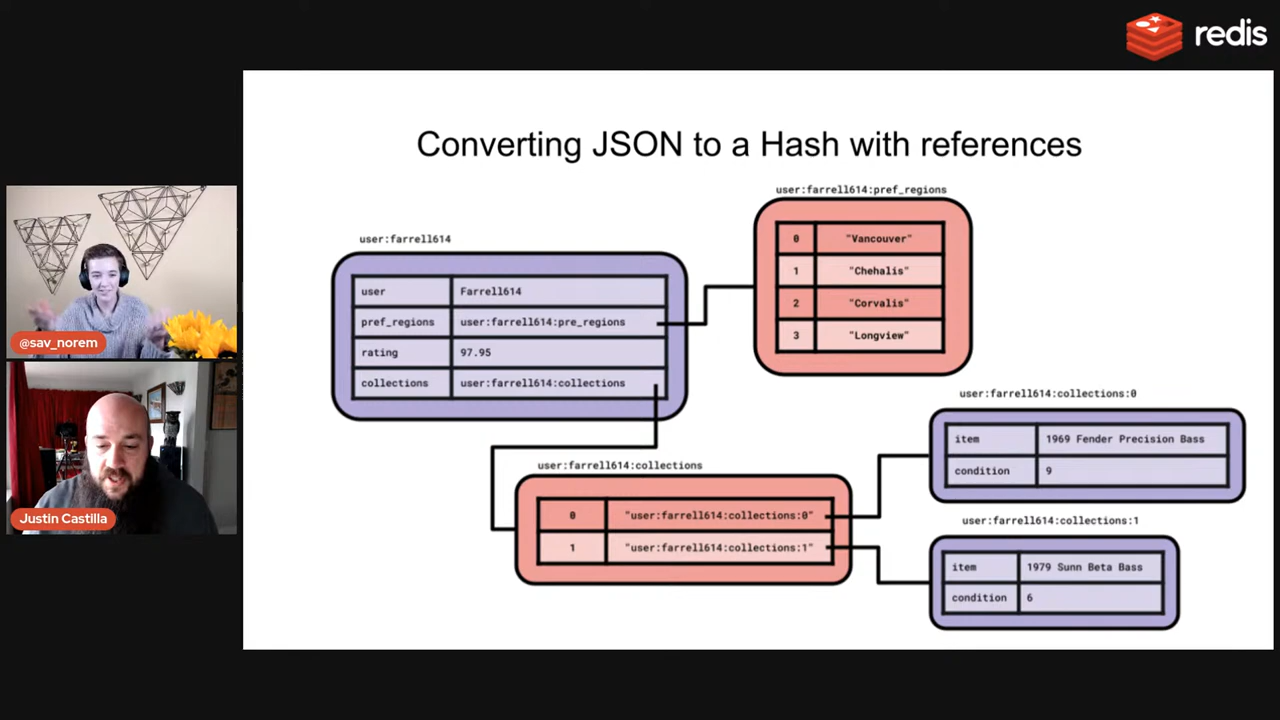 redis
Converting JSON to a Hash with references
user:farrell614:pref_regions
0 "Vancouver"
1 "Chehalis"
2 "Corvalis"
3 "Longview"
user:farrell614
user Farrell614
pref_regions user:farrell614:pre_regions
rating 97.95
collections user:farrell614:collections
user:farrell614:collections
0 "user:farrell614:collections:0"
1 "user:farrell614:collections:1"
user:farrell614:collections:0
item 1969 Fender Precision Bass
condition 9
user:farrell614:collections:1
item 1979 Sunn Beta Bass
condition 6
@sav_norem
Justin Castilla